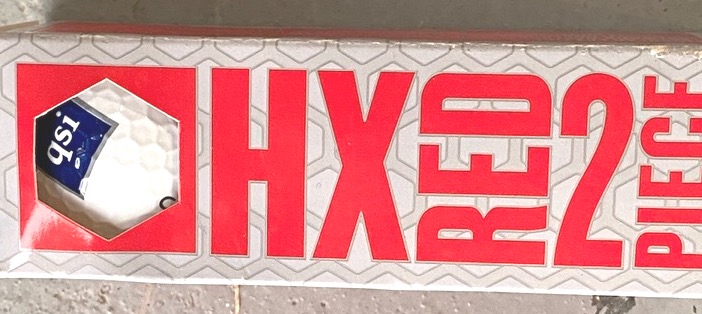 qsi
HX
RED
2
PIECE